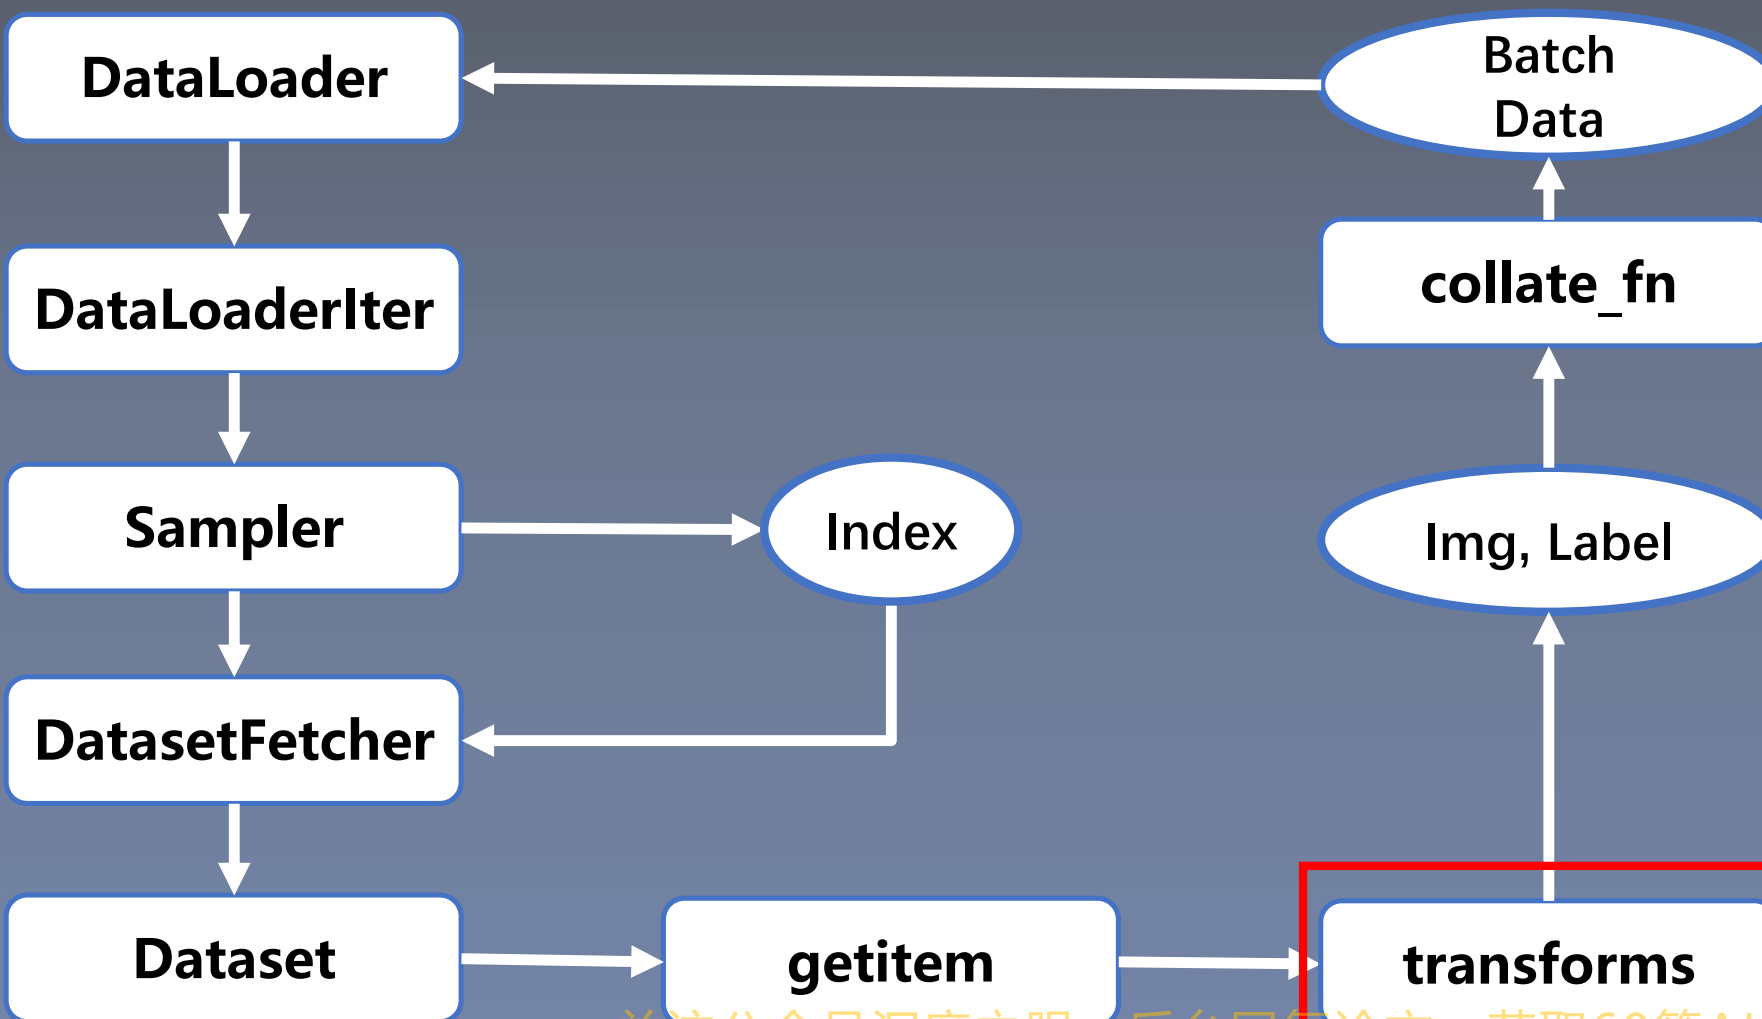 DataLoader
Batch
Data
DataLoaderIter
collate_fn
Sampler
Index
Img, Label
DatasetFetcher
Dataset
getitem
transforms